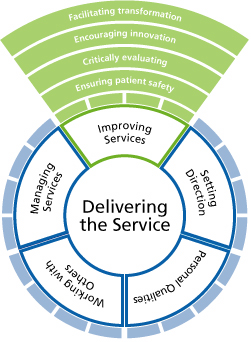 Facilitating transformation
Encouraging innovation
Critically evaluating
Ensuring patient safety
Improving
Services
Managing
Services
Setting
Direction
Delivering
the Service
Working with
Others
Personal Qualities